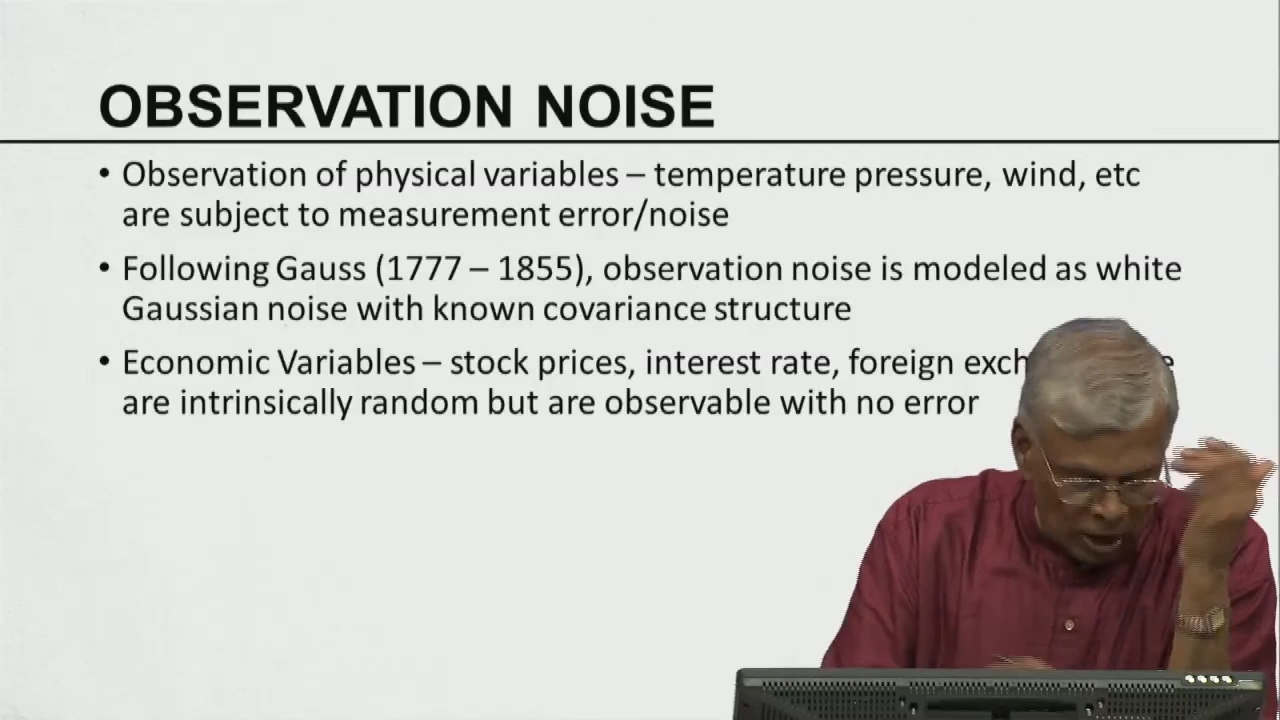 OBSERVATION NOISE
• Observation of physical variables – temperature pressure, wind, etc
are subject to measurement error/noise
• Following Gauss (1777 – 1855), observation noise is modeled as white
Gaussian noise with known covariance structure
• Economic Variables – stock prices, interest rate, foreign
are intrinsically random but are observable with no error